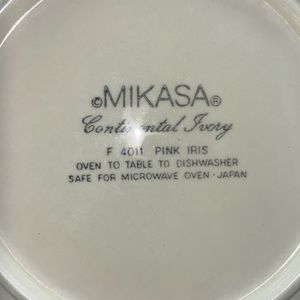 ©MIKASA®
Continental Ivory
F 4011 PINK IRIS
OVEN TO TABLE TO DISHWASHER
SAFE FOR MICROWAVE OVEN · JAPAN